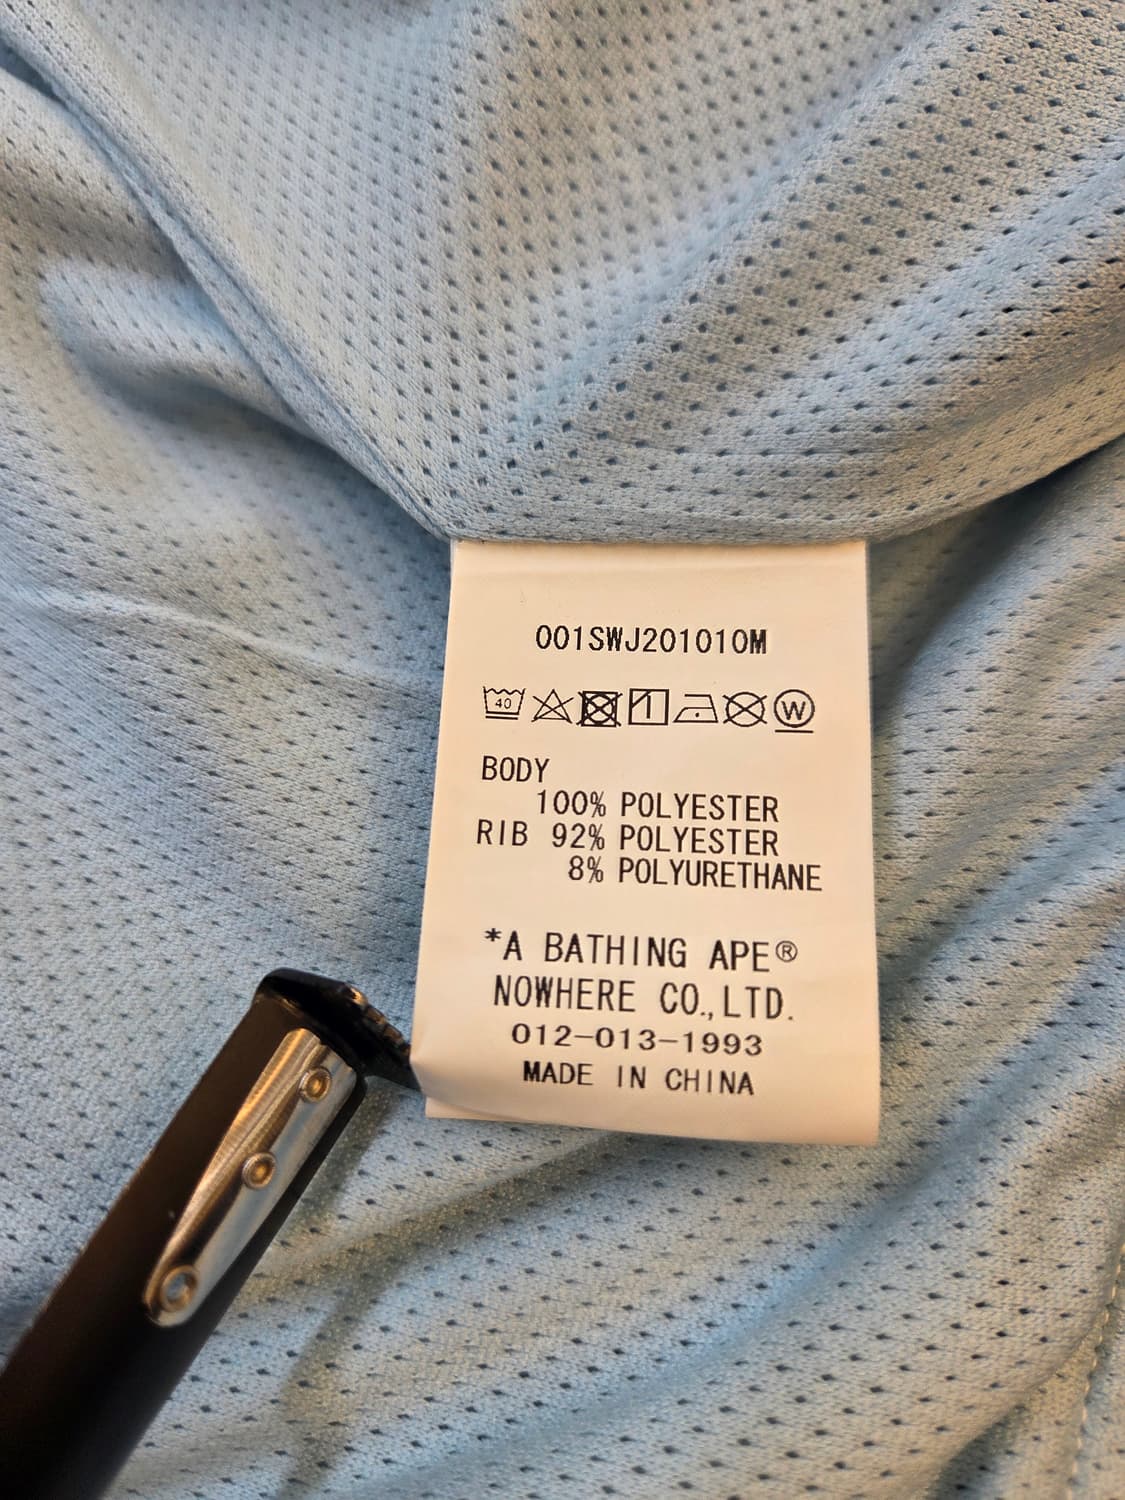 001SWJ201010M
40 W
BODY
100% POLYESTER
RIB 92% POLYESTER
8% POLYURETHANE
*A BATHING APE®
NOWHERE CO.,LTD.
012-013-1993
MADE IN CHINA